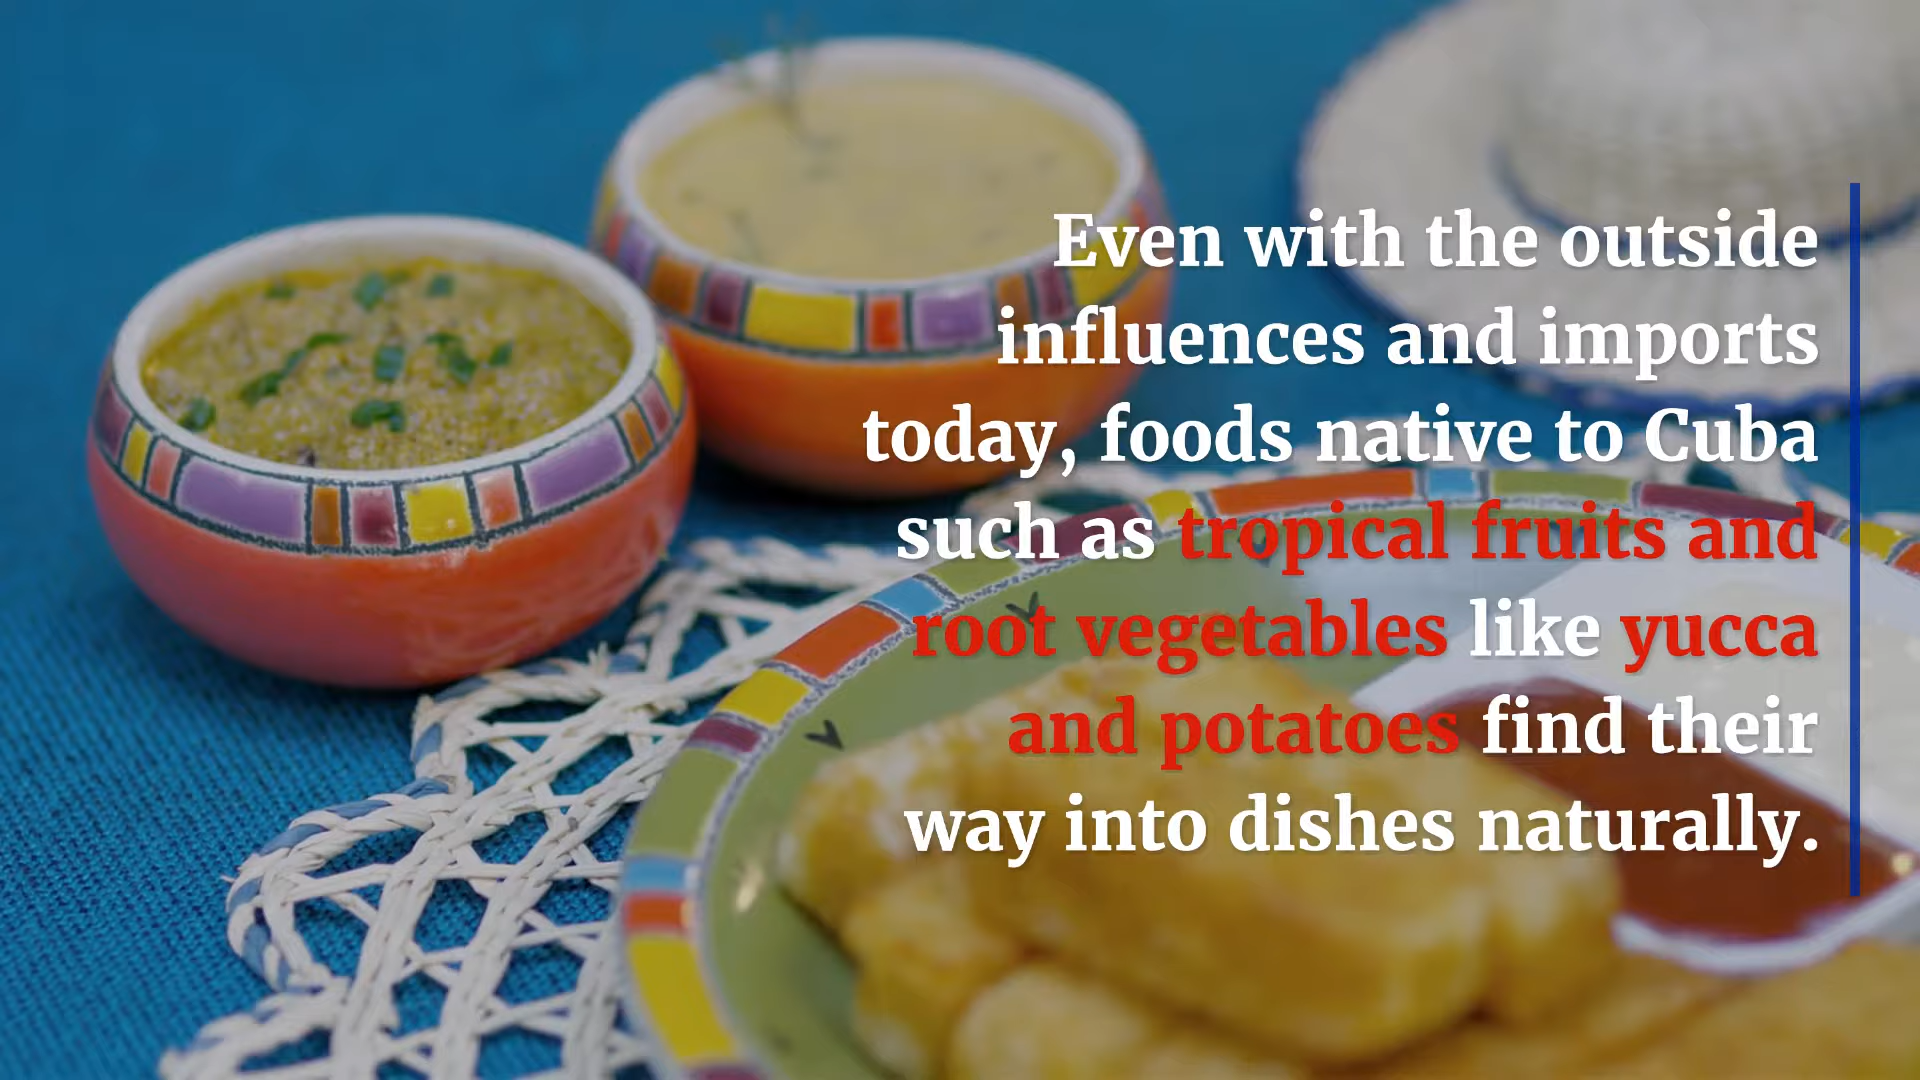 Even with the outside
influences and imports
today, foods native to Cuba
such as tropical fruits and
root vegetables like yucca
and potatoes find their
way into dishes naturally.